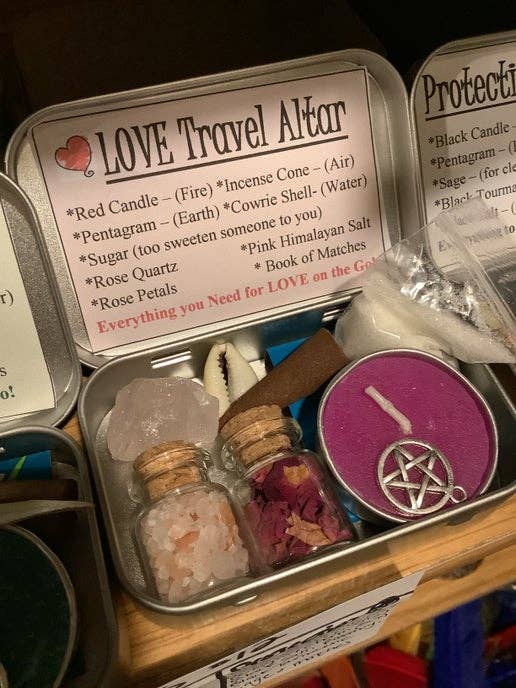 LOVE Travel Altar
*Red Candle – (Fire) *Incense Cone – (Air)
*Pentagram – (Earth) *Cowrie Shell- (Water)
*Sugar (too sweeten someone to you)
*Rose Quartz *Pink Himalayan Salt
*Rose Petals * Book of Matches
Everything you Need for LOVE on the Go!
Protecti
*Black Candle –
*Pentagram –
*Sage – (for cle
*Black Tourma